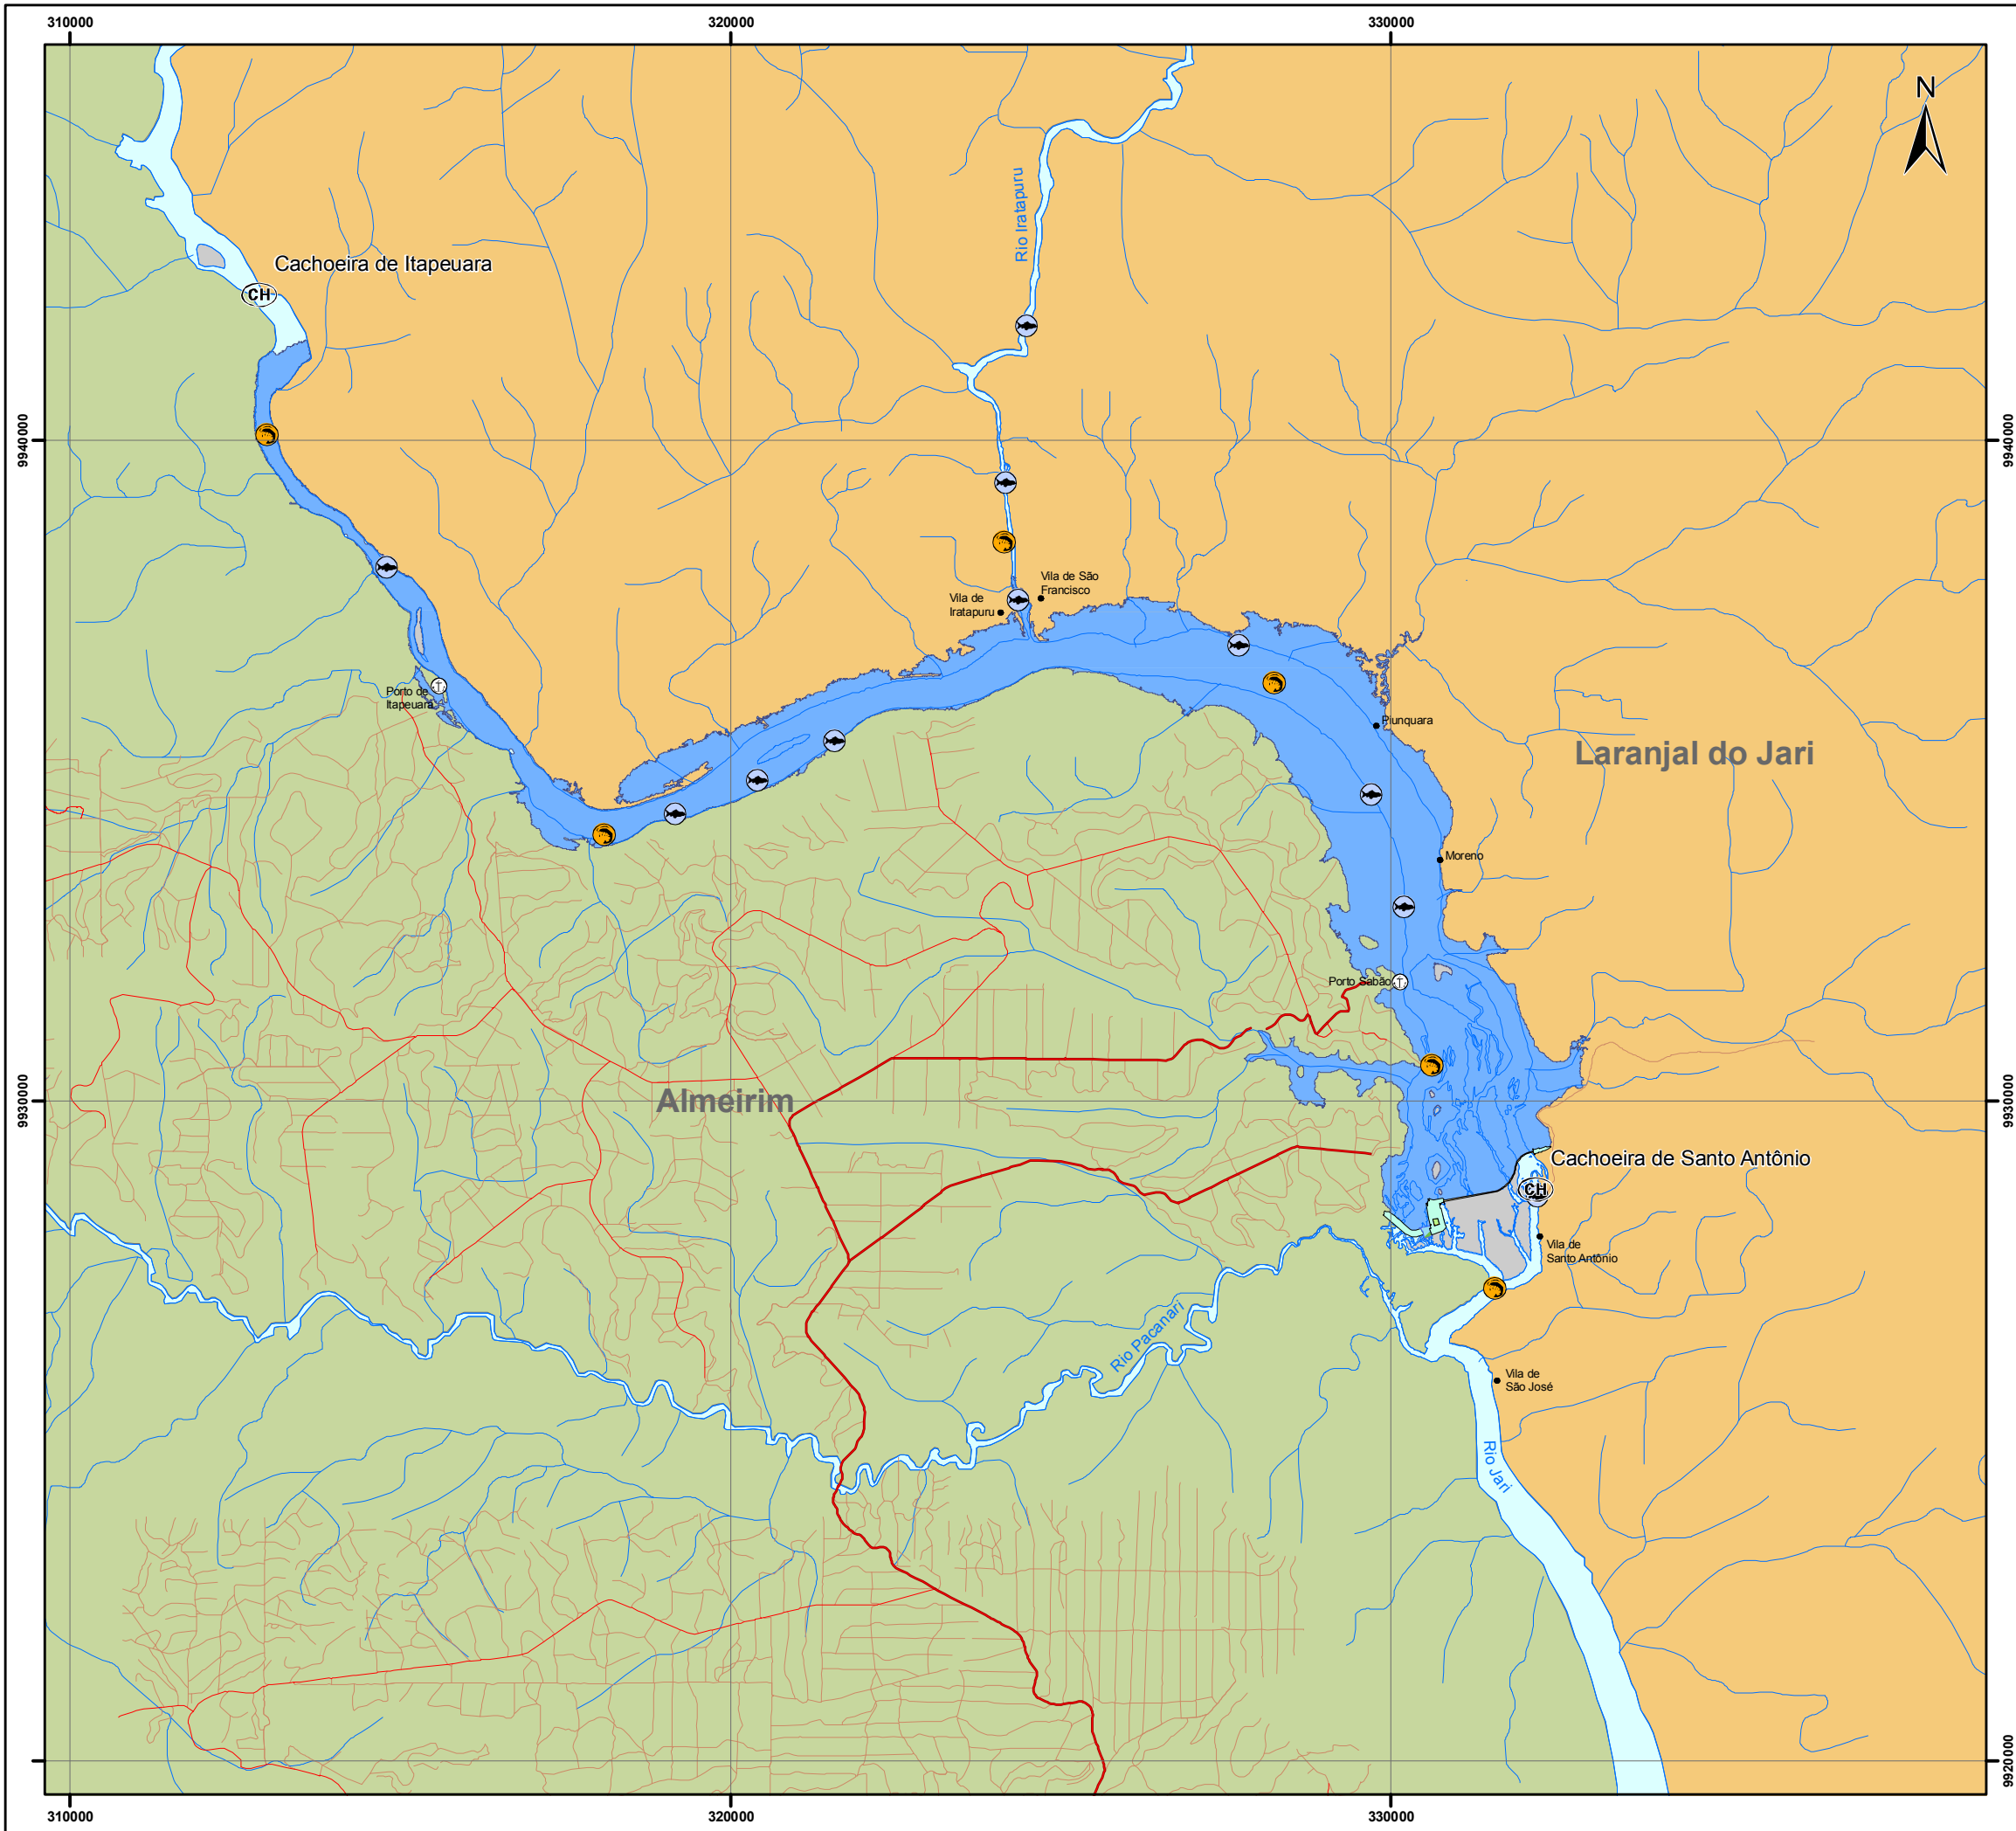 310000
320000
330000
N
Rio Iratapuru
Cachoeira de Itapeuara
CH
9940000
9940000
Vila de São
Francisco
Vila de
Iratapuru
Porto de
Itapeuara
Piunquara
Laranjal do Jari
Moreno
Porto Sabão
Almeirim
9930000
9930000
Cachoeira de Santo Antônio
CH
Vila de
Santo Antônio
Rio Pacanari
Vila de
São José
Rio Jari
9920000
310000
320000
330000